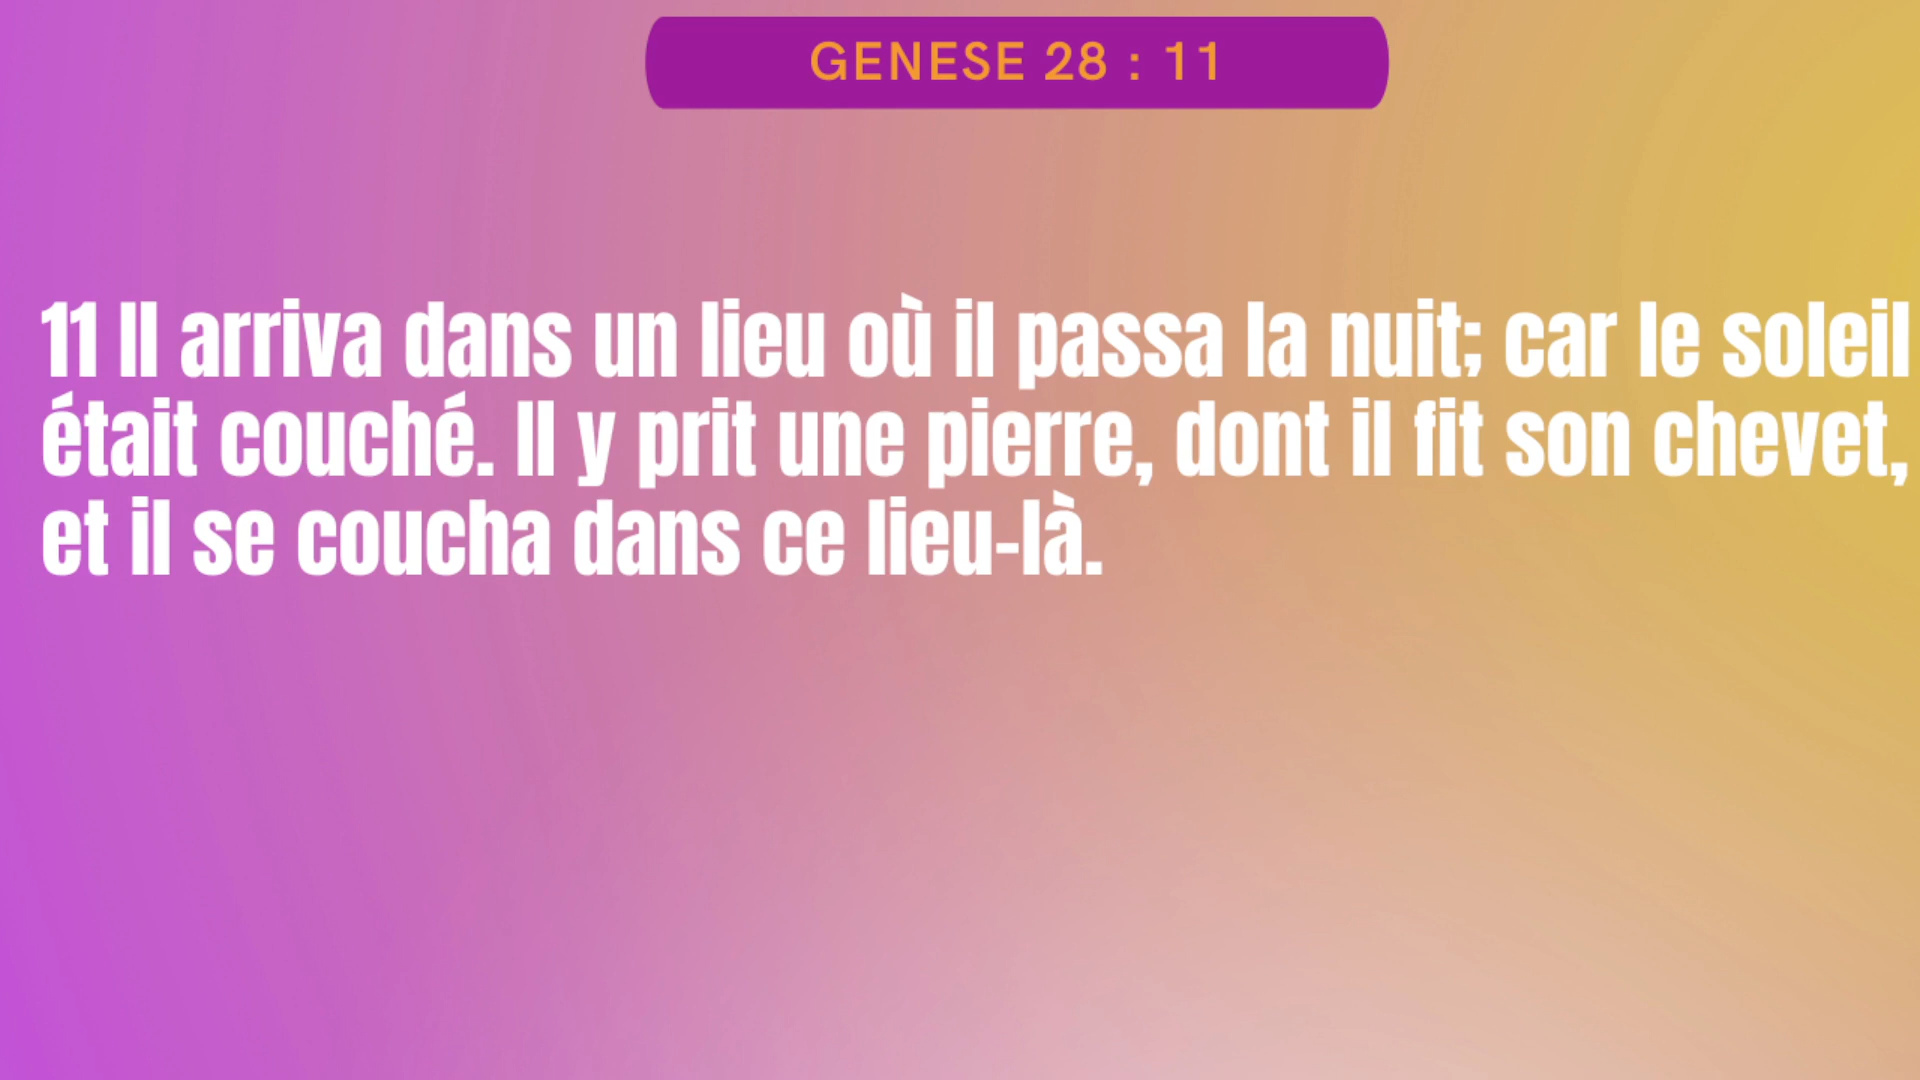 GENESE 28 : 11
11 Il arriva dans un lieu où il passa la nuit; car le soleil
était couché. Il y prit une pierre, dont il fit son chevet,
et il se coucha dans ce lieu-là.